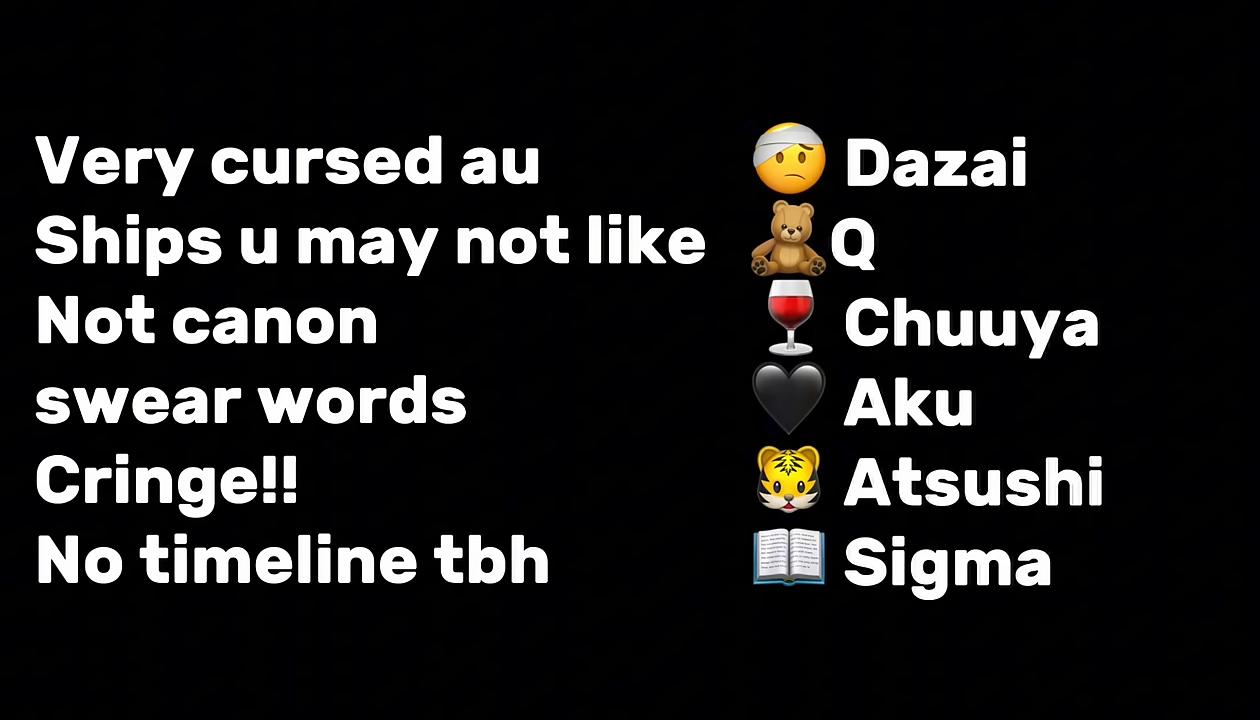 Very cursed au
Ships u may not like
Not canon
swear words
Cringe!!
No timeline tbh
🤕 Dazai
🧸Q
🍷 Chuuya
🖤 Aku
🐯 Atsushi
📖 Sigma